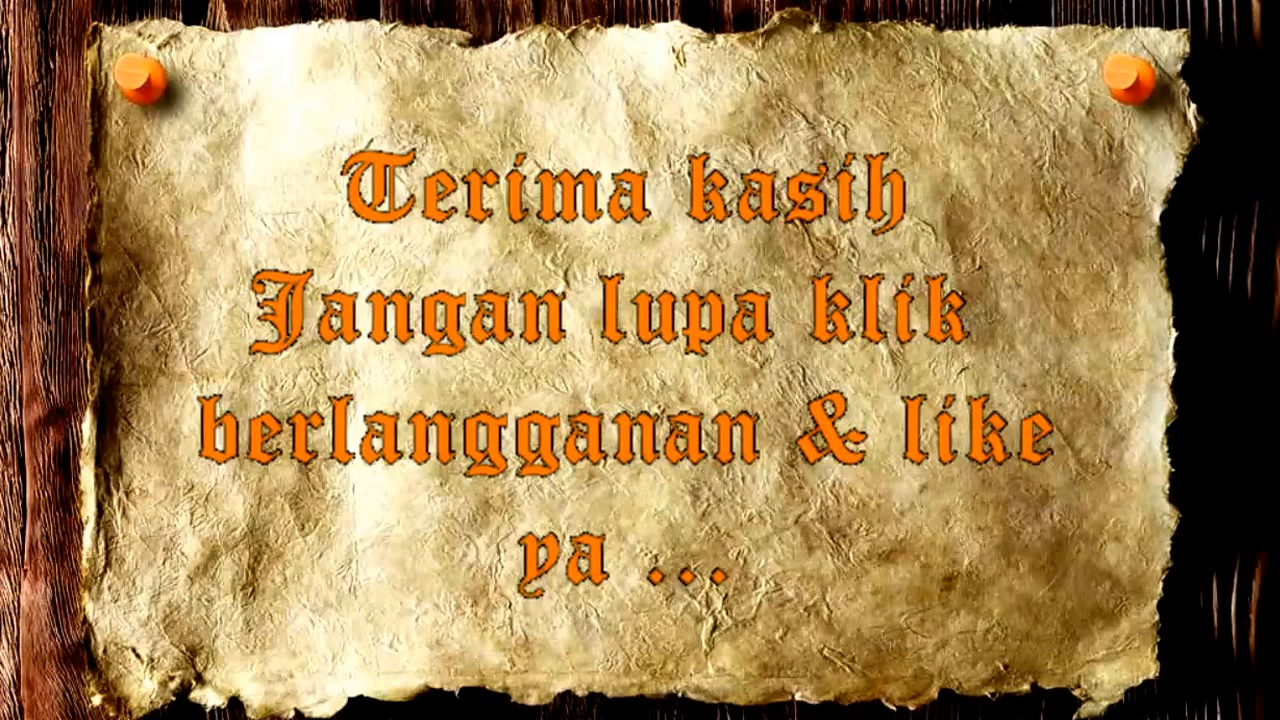 Terima kasih
Jangan lupa klik
berlangganan & like
ya ...